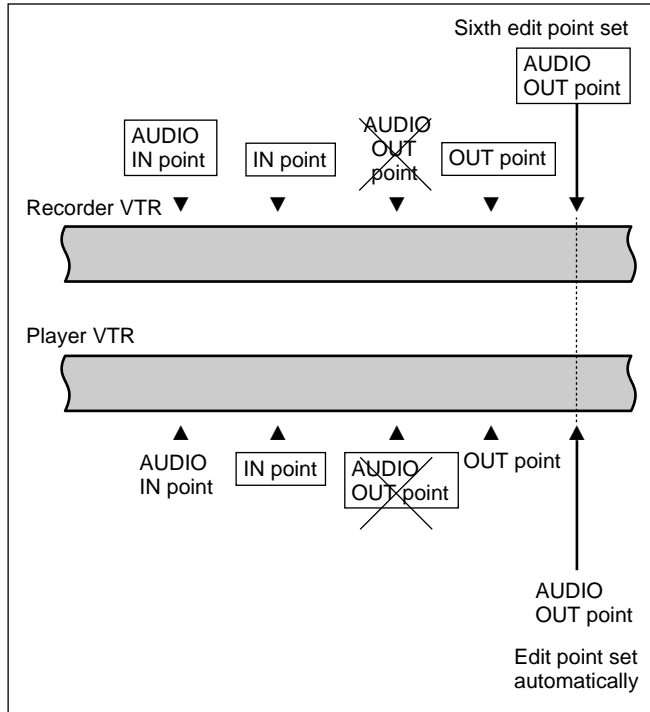 Sixth edit point set
AUDIO
OUT point
AUDIO
IN point
IN point
AUDIO
OUT
point
OUT point
Recorder VTR
Player VTR
AUDIO
IN point
IN point
AUDIO
OUT point
OUT point
AUDIO
OUT point
Edit point set
automatically